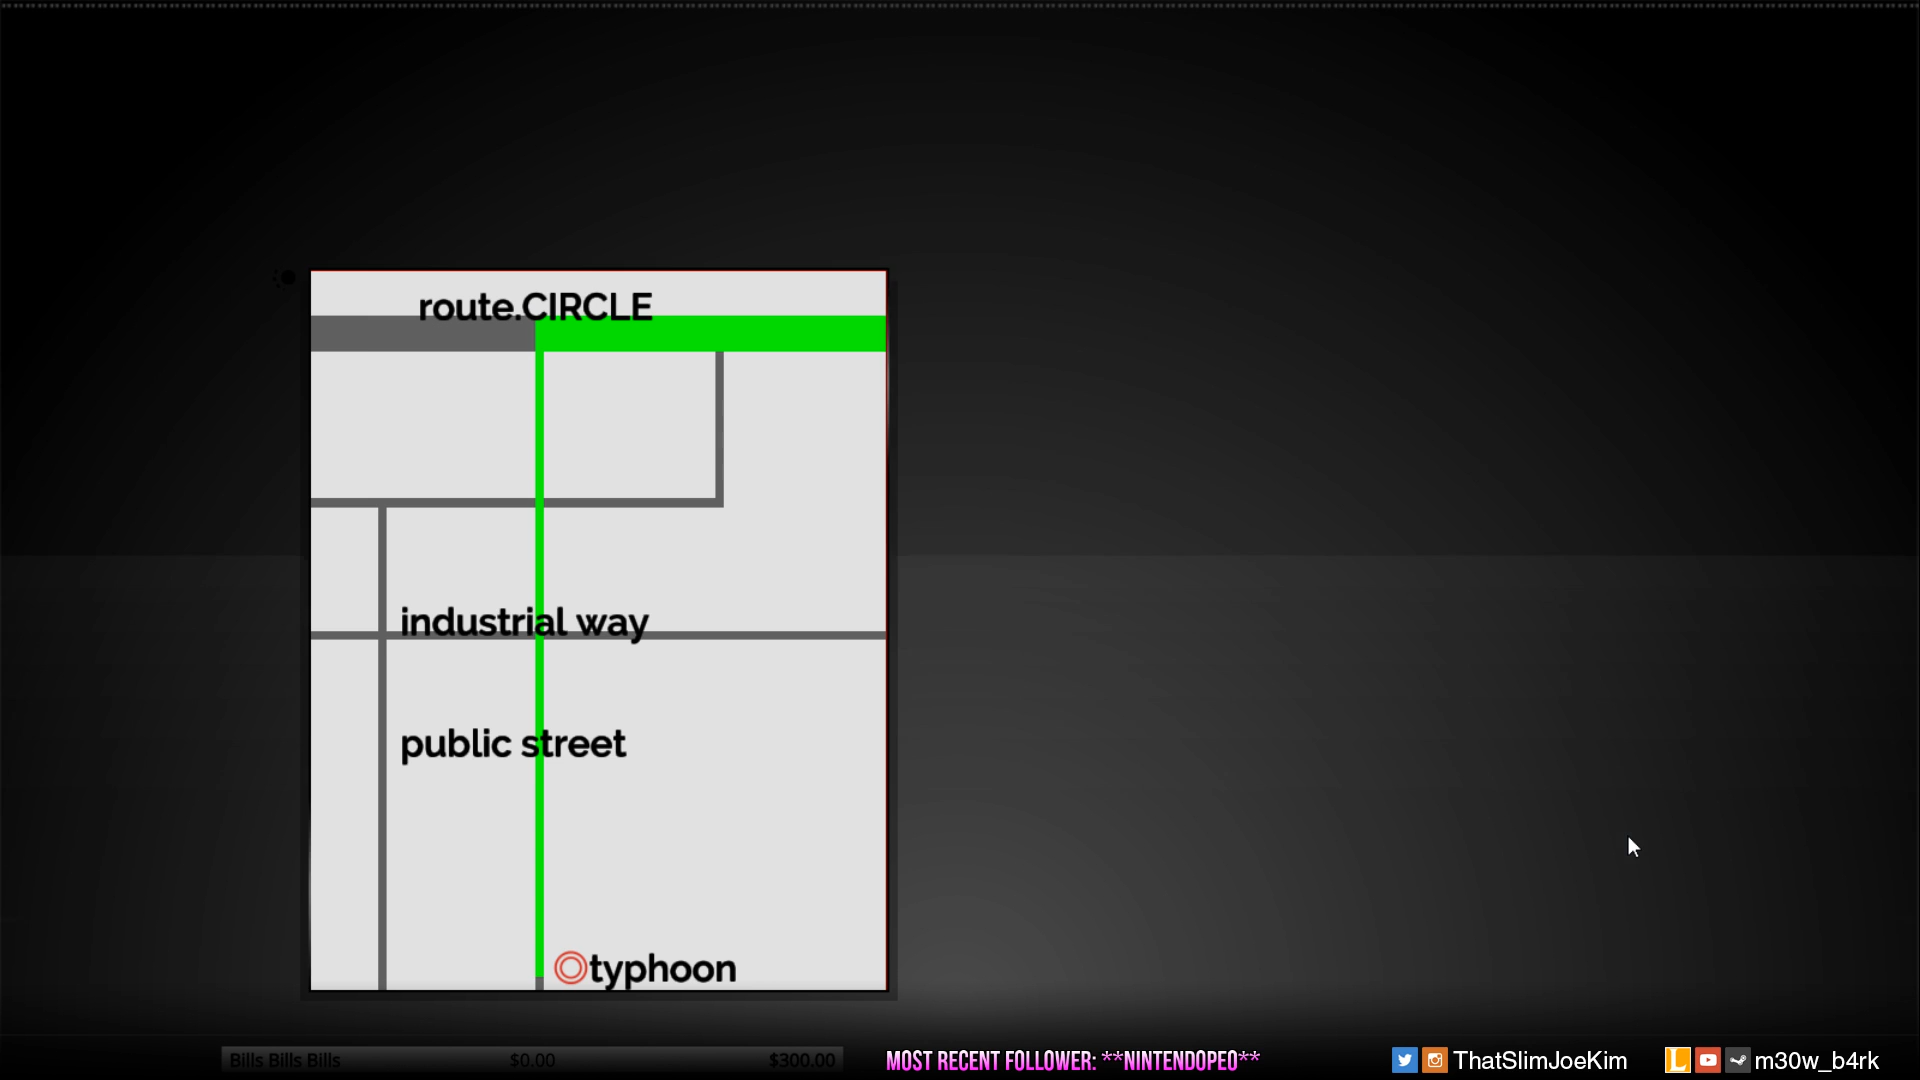 route.CIRCLE
industrial way
public street
typhoon
Bills Bills Bills $0.00 $300.00
MOST RECENT FOLLOWER: **NINTENDOPEO**
ThatSlimJoeKim
L m30w_b4rk